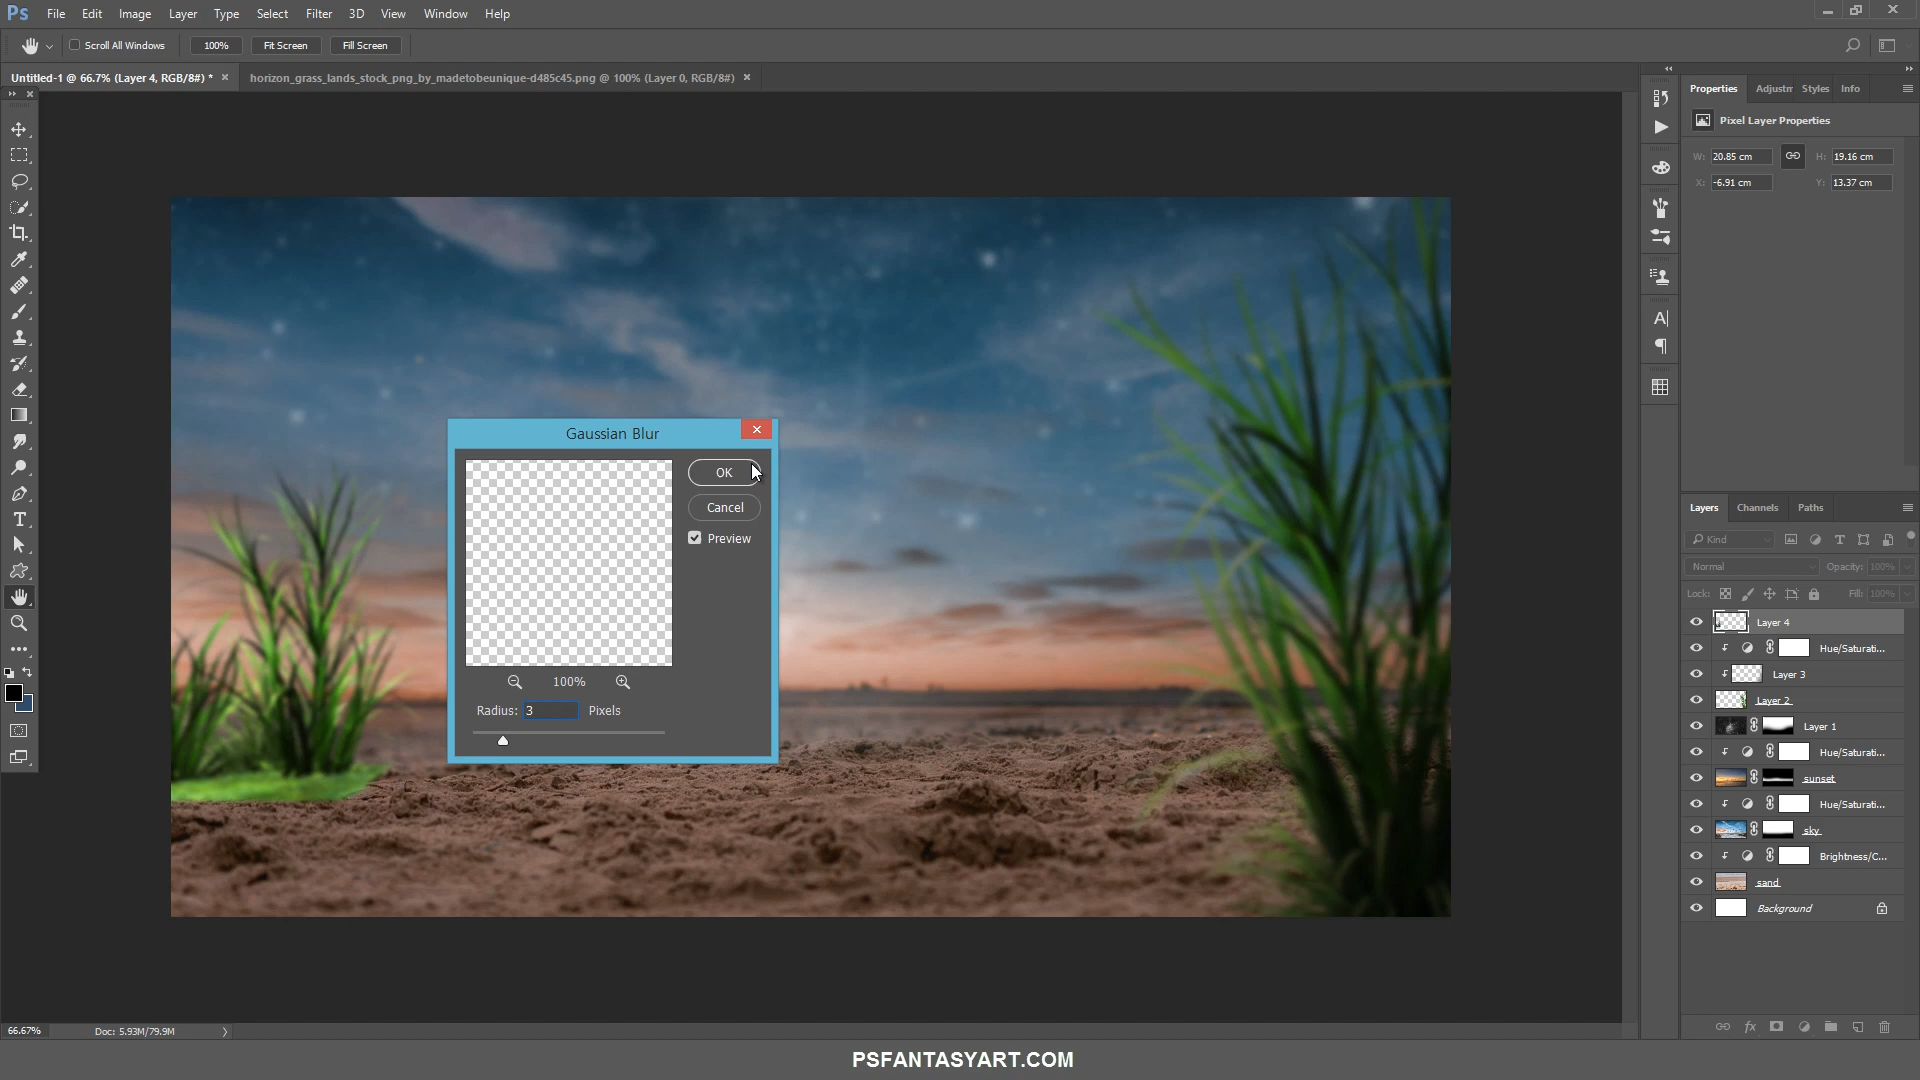 Ps File Edit Image Layer Type Select Filter 3D View Window Help
Scroll All Windows 100% Fit Screen Fill Screen
Untitled-1 @ 66.7% (Layer 4, RGB/8#) * horizon_grass_lands_stock_png_by_madetobeunique-d485c45.png @ 100% (Layer 0, RGB/8#)
Properties Adjustm Styles Info
Pixel Layer Properties
W: 20.85 cm H: 19.16 cm
X: -6.91 cm Y: 13.37 cm
Gaussian Blur
OK
Cancel
Preview
100%
Radius: 3 Pixels
Layers Channels Paths
Kind
Normal Opacity: 100%
Lock: Fill: 100%
Layer 4
Hue/Saturati...
Layer 3
Layer 2
Layer 1
Hue/Saturati...
sunset
Hue/Saturati...
sky
Brightness/C...
sand
Background
66.67% Doc: 5.93M/79.9M
PSFANTASYART.COM